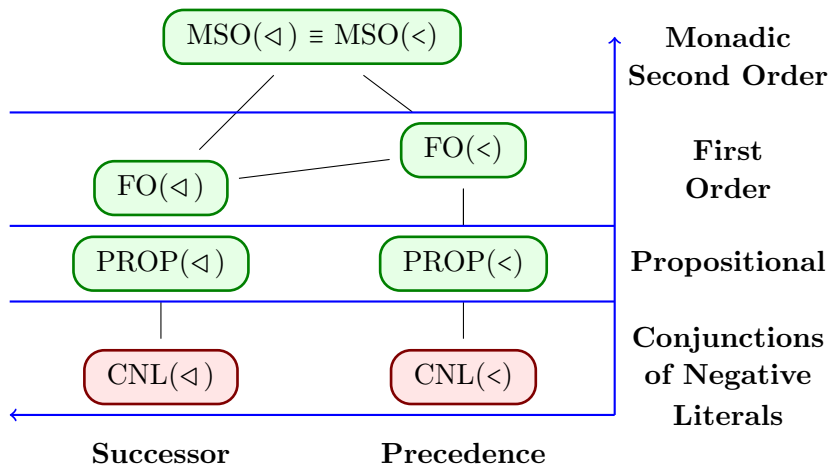 MSO(⊲) ≡ MSO(<)
Monadic
Second Order
FO(⊲)
FO(<)
First
Order
PROP(⊲)
PROP(<)
Propositional
CNL(⊲)
CNL(<)
Conjunctions
of Negative
Literals
Successor
Precedence